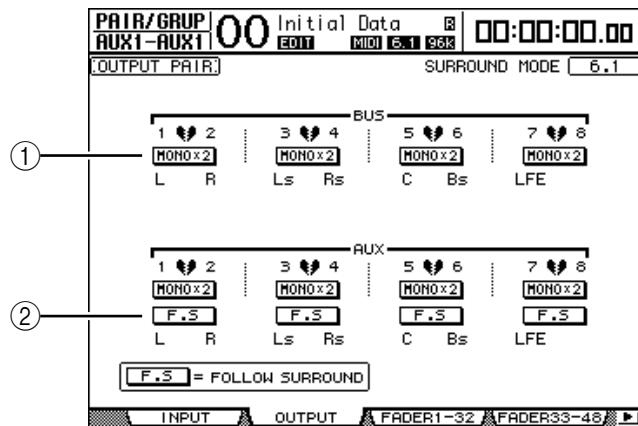 PAIR/GRUP 00 Initial Data R 00:00:00.00
AUX1-AUX1 EDIT MIDI 6.1 96k
OUTPUT PAIR SURROUND MODE 6.1
BUS
1 2 3 4 5 6 7 8
1 MONO×2 MONO×2 MONO×2 MONO×2
L R Ls Rs C Bs LFE
AUX
1 2 3 4 5 6 7 8
MONO×2 MONO×2 MONO×2 MONO×2
2 F.S F.S F.S F.S
L R Ls Rs C Bs LFE
F.S = FOLLOW SURROUND
INPUT OUTPUT FADER1-32 FADER33-48